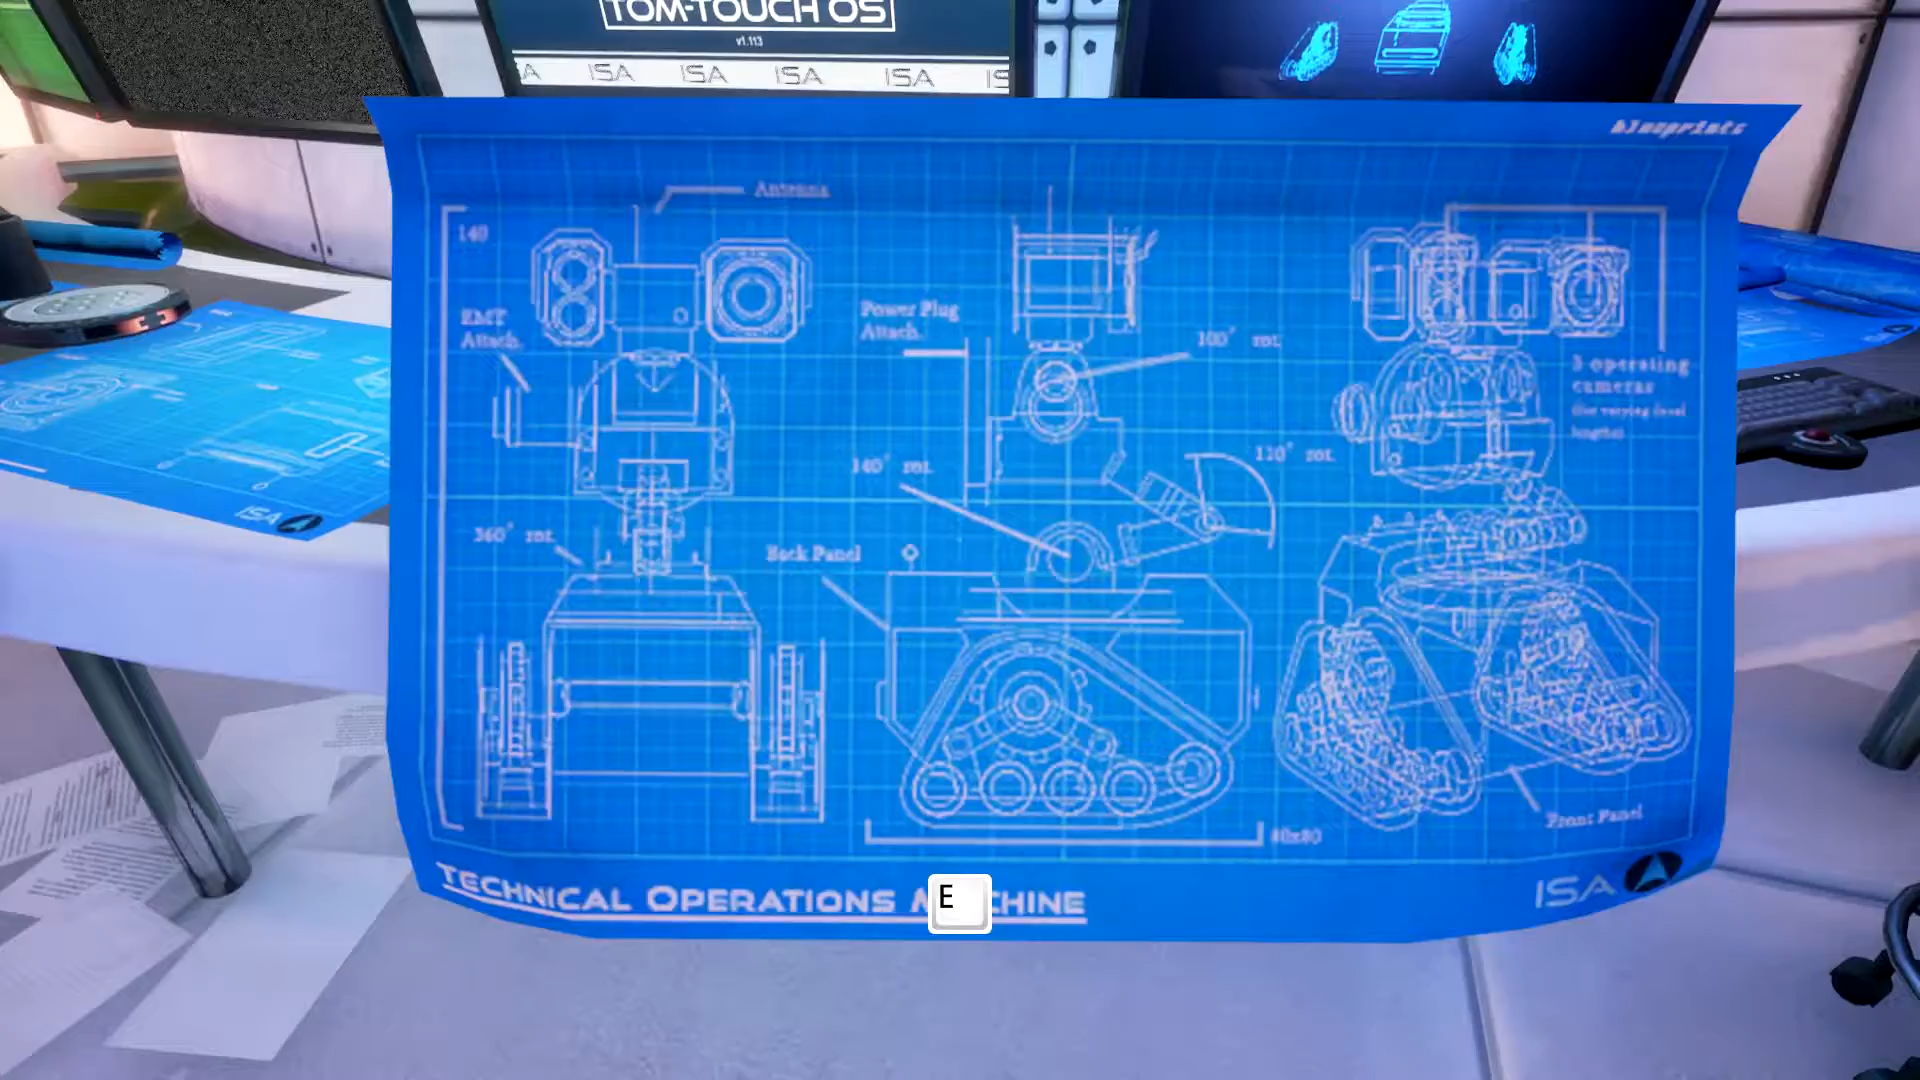 TOM-TOUCH OS
v1.113
ISA ISA ISA ISA
blueprints
Antenna
140
EMT
Attach.
Power Plug
Attach.
100° rot.
3 operating
cameras
140° rot.
110° rot.
360° rot.
Back Panel
Front Panel
TECHNICAL OPERATIONS M CHINE
E
ISA
ISA